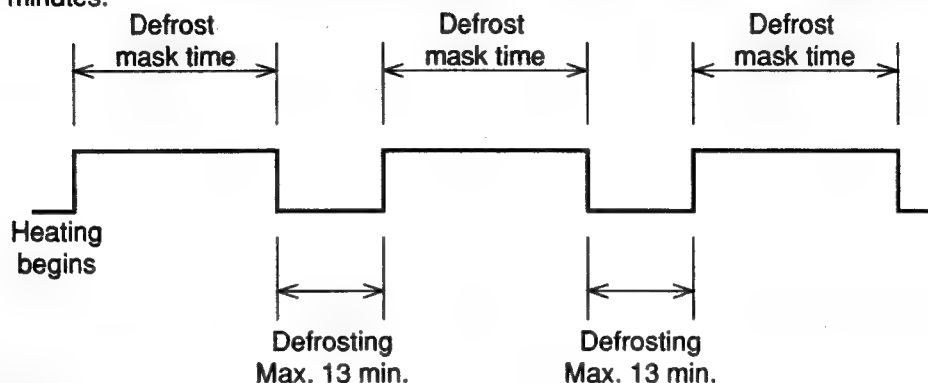 minutes.
Defrost
mask time
Defrost
mask time
Defrost
mask time
Heating
begins
Defrosting
Max. 13 min.
Defrosting
Max. 13 min.